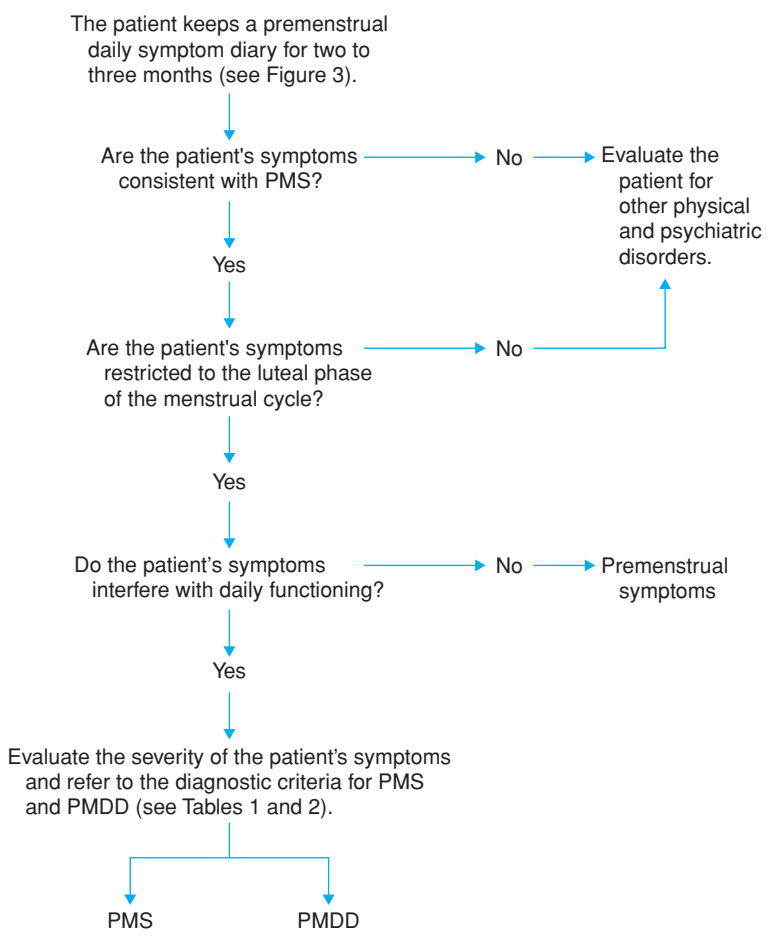 The patient keeps a premenstrual
daily symptom diary for two to
three months (see Figure 3).
Are the patient's symptoms
consistent with PMS?
No
Evaluate the
patient for
other physical
and psychiatric
disorders.
Yes
Are the patient's symptoms
restricted to the luteal phase
of the menstrual cycle?
No
Yes
Do the patient's symptoms
interfere with daily functioning?
No
Premenstrual
symptoms
Yes
Evaluate the severity of the patient's symptoms
and refer to the diagnostic criteria for PMS
and PMDD (see Tables 1 and 2).
PMS
PMDD